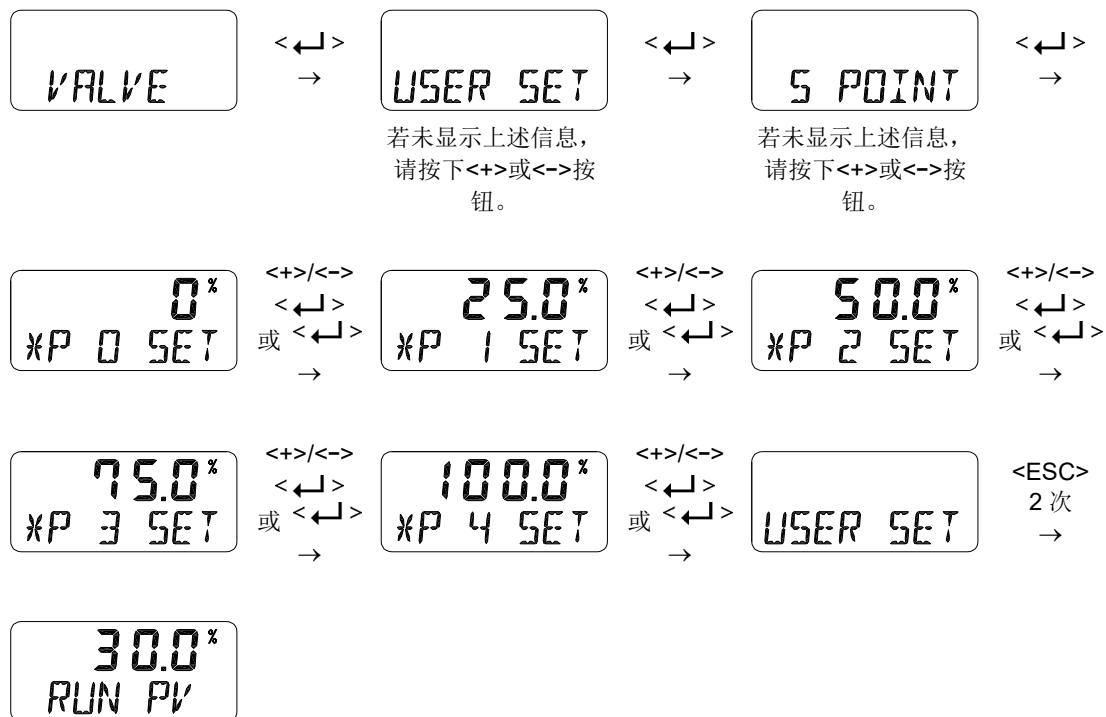 VALVE <↵> → USER SET <↵> → 5 POINT <↵> →
若未显示上述信息，
请按下<+>或<->按
钮。
若未显示上述信息，
请按下<+>或<->按
钮。
0% *P 0 SET
<+>/<->
<↵>
或 <↵>
→
25.0% *P 1 SET
<+>/<->
<↵>
或 <↵>
→
50.0% *P 2 SET
<+>/<->
<↵>
或 <↵>
→
75.0% *P 3 SET
<+>/<->
<↵>
或 <↵>
→
100.0% *P 4 SET
<+>/<->
<↵>
或 <↵>
→
USER SET
<ESC>
2 次
→
30.0%
RUN PV